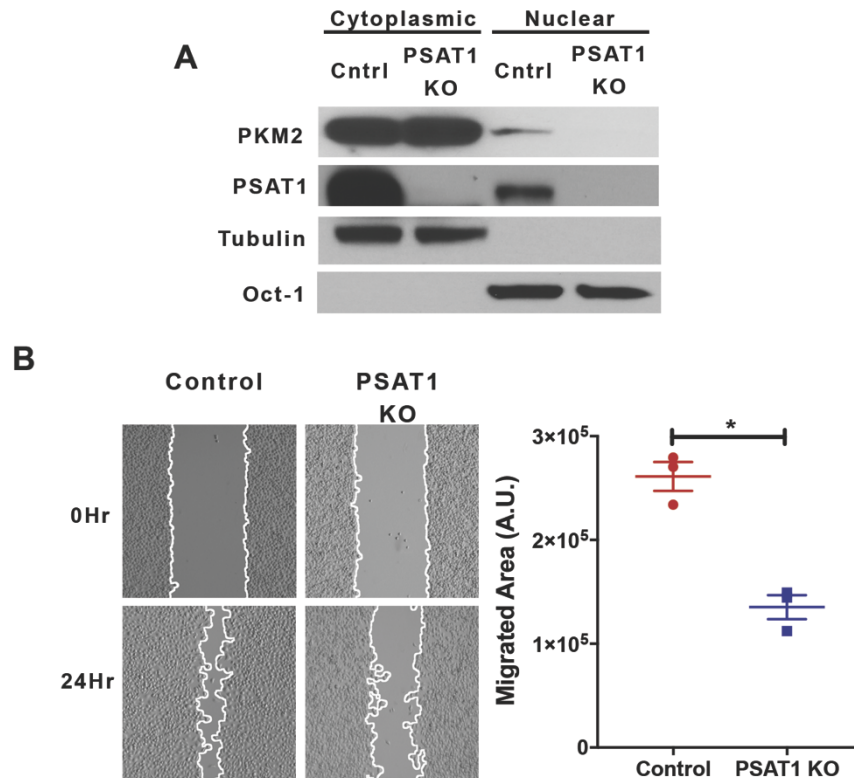 A
Cytoplasmic Nuclear
Cntrl PSAT1 KO Cntrl PSAT1 KO
PKM2
PSAT1
Tubulin
Oct-1
B
Control PSAT1 KO
0Hr
24Hr
Migrated Area (A.U.)
3×10⁵
2×10⁵
1×10⁵
0
*
Control PSAT1 KO